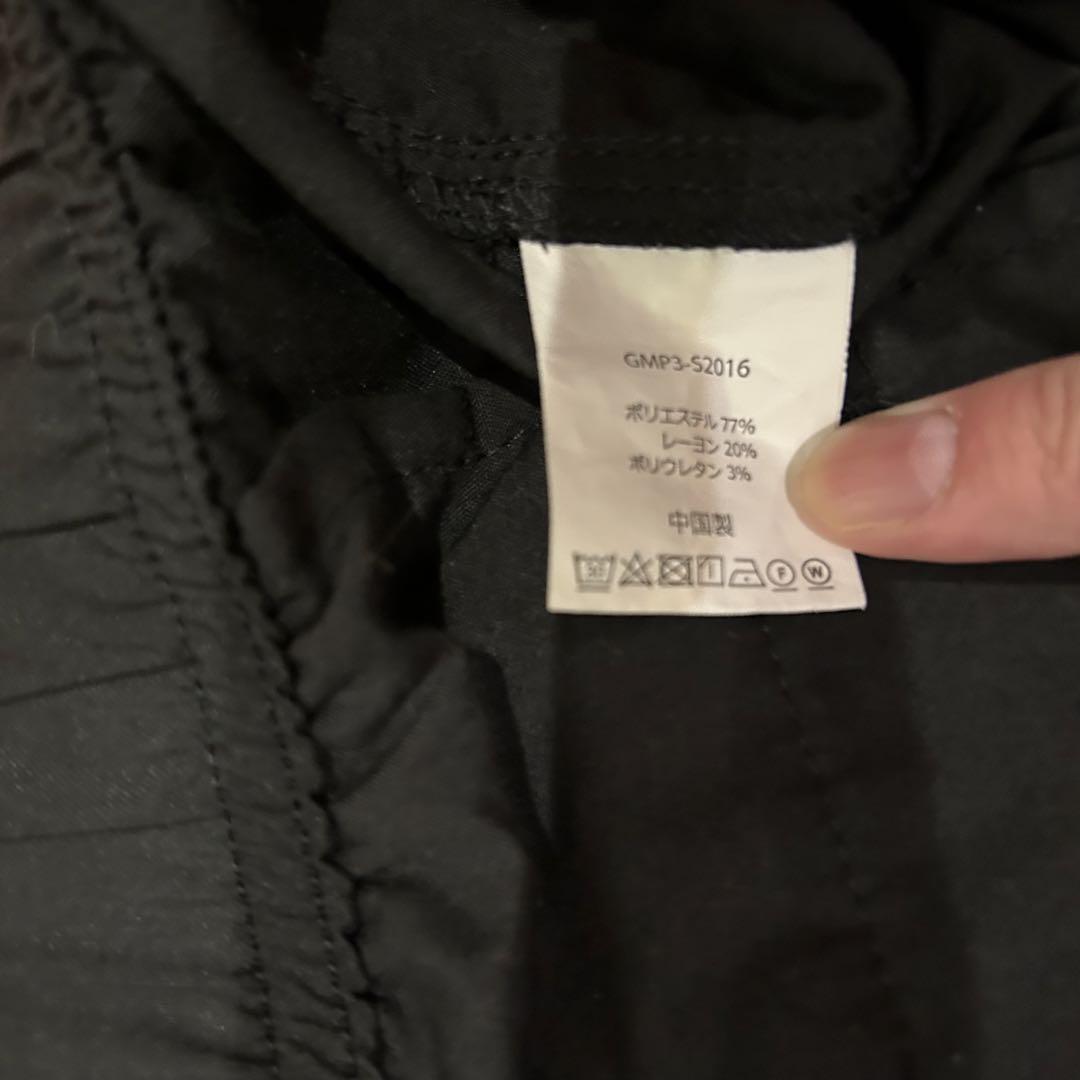 GMP3-S2016
ポリエステル 77%
レーヨン 20%
ポリウレタン 3%
中国製
F W